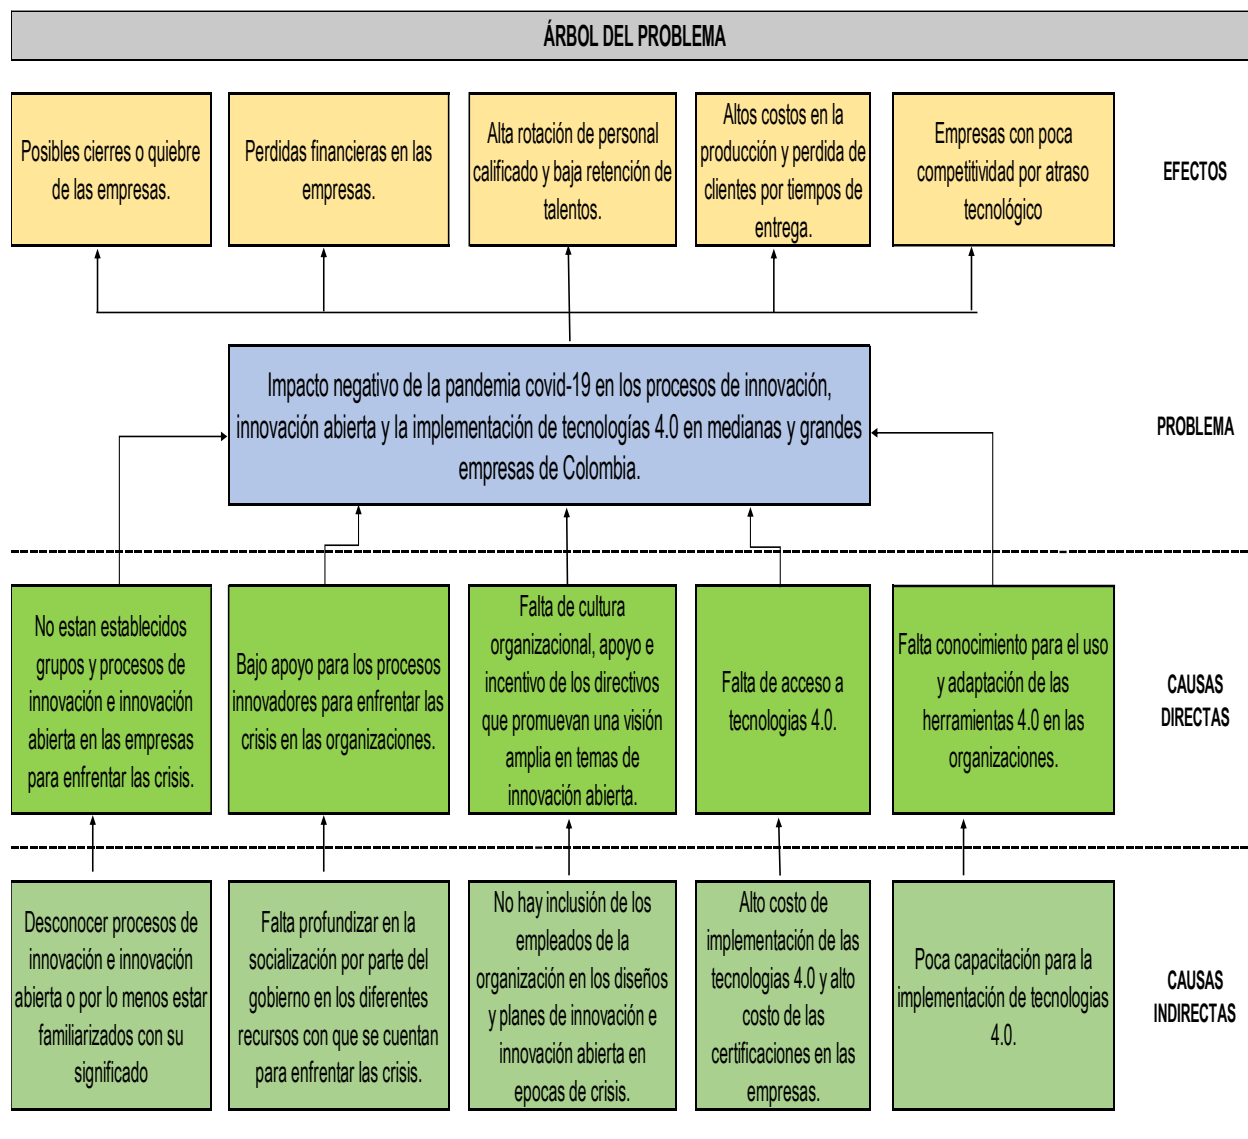 ÁRBOL DEL PROBLEMA
Posibles cierres o quiebre
de las empresas.
Perdidas financieras en las
empresas.
Alta rotación de personal
calificado y baja retención de
talentos.
Altos costos en la
producción y perdida de
clientes por tiempos de
entrega.
Empresas con poca
competitividad por atraso
tecnológico
EFECTOS
Impacto negativo de la pandemia covid-19 en los procesos de innovación,
innovación abierta y la implementación de tecnologías 4.0 en medianas y grandes
empresas de Colombia.
PROBLEMA
No estan establecidos
grupos y procesos de
innovación e innovación
abierta en las empresas
para enfrentar las crisis.
Bajo apoyo para los procesos
innovadores para enfrentar las
crisis en las organizaciones.
Falta de cultura
organizacional, apoyo e
incentivo de los directivos
que promuevan una visión
amplia en temas de
innovación abierta.
Falta de acceso a
tecnologias 4.0.
Falta conocimiento para el uso
y adaptación de las
herramientas 4.0 en las
organizaciones.
CAUSAS
DIRECTAS
Desconocer procesos de
innovación e innovación
abierta o por lo menos estar
familiarizados con su
significado
Falta profundizar en la
socialización por parte del
gobierno en los diferentes
recursos con que se cuentan
para enfrentar las crisis.
No hay inclusión de los
empleados de la
organización en los diseños
y planes de innovación e
innovación abierta en
epocas de crisis.
Alto costo de
implementación de las
tecnologias 4.0 y alto
costo de las
certificaciones en las
empresas.
Poca capacitación para la
implementación de tecnologias
4.0.
CAUSAS
INDIRECTAS